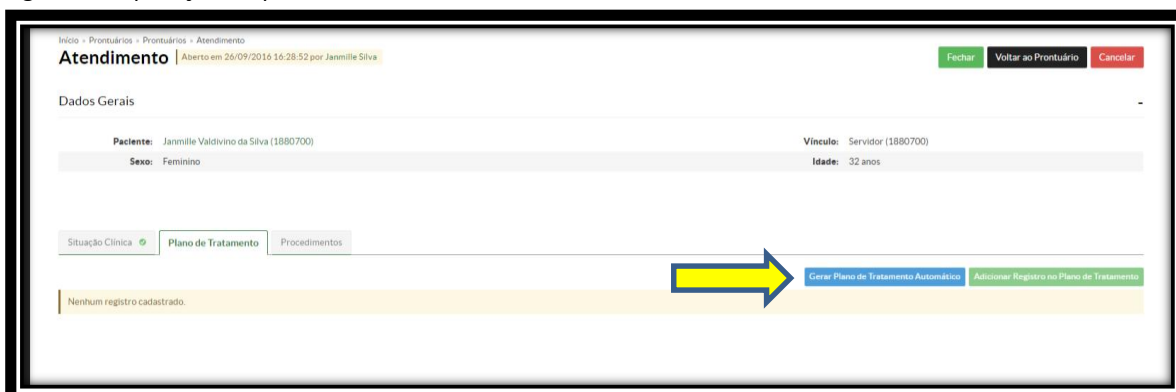 Início » Prontuários » Prontuários » Atendimento
Atendimento Aberto em 26/09/2016 16:28:52 por Janmille Silva
Fechar Voltar ao Prontuário Cancelar
Dados Gerais -
Paciente: Janmille Valdivino da Silva (1880700) Vínculo: Servidor (1880700)
Sexo: Feminino Idade: 32 anos
Situação Clínica Plano de Tratamento Procedimentos
Gerar Plano de Tratamento Automático Adicionar Registro no Plano de Tratamento
Nenhum registro cadastrado.